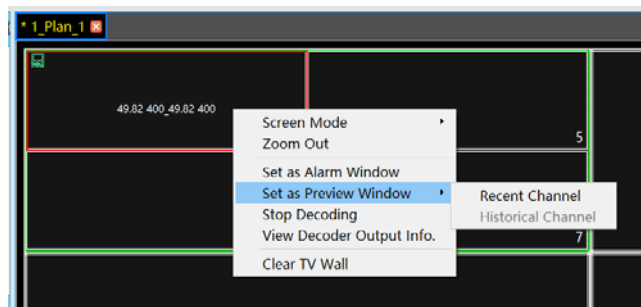 * 1_Plan_1
49.82 400_49.82 400
5
Screen Mode
Zoom Out
Set as Alarm Window
Set as Preview Window
Recent Channel
Stop Decoding
Historical Channel
View Decoder Output Info.
7
Clear TV Wall